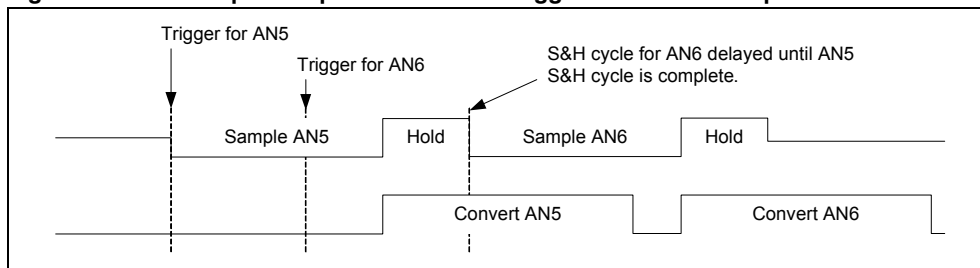 Trigger for AN5
Trigger for AN6
S&H cycle for AN6 delayed until AN5
S&H cycle is complete.
Sample AN5
Hold
Sample AN6
Hold
Convert AN5
Convert AN6